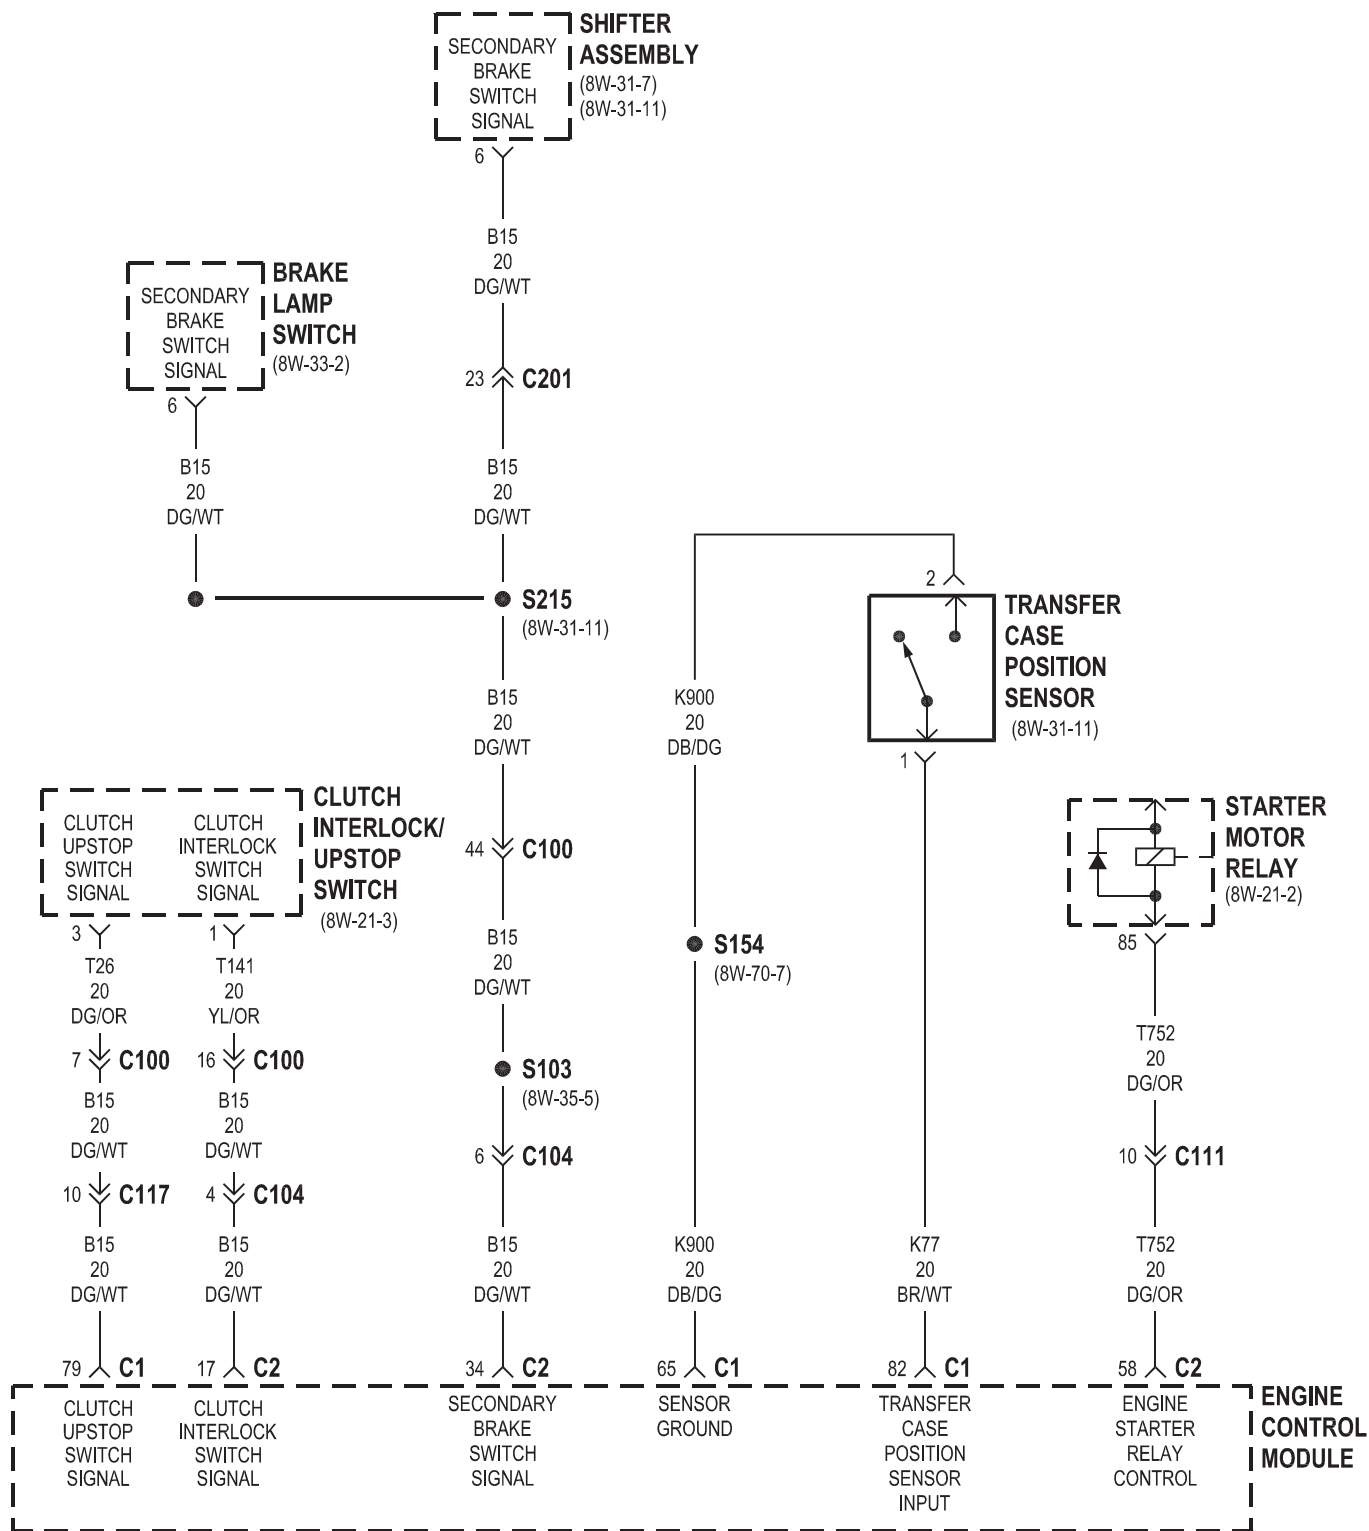 SHIFTER
ASSEMBLY
(8W-31-7)
(8W-31-11)
SECONDARY
BRAKE
SWITCH
SIGNAL
6
B15
20
DG/WT
23 C201
B15
20
DG/WT
BRAKE
LAMP
SWITCH
(8W-33-2)
SECONDARY
BRAKE
SWITCH
SIGNAL
6
B15
20
DG/WT
S215
(8W-31-11)
B15
20
DG/WT
44 C100
B15
20
DG/WT
S103
(8W-35-5)
6 C104
B15
20
DG/WT
34 C2
2
TRANSFER
CASE
POSITION
SENSOR
(8W-31-11)
1
K900
20
DB/DG
S154
(8W-70-7)
K900
20
DB/DG
65 C1
K77
20
BR/WT
82 C1
STARTER
MOTOR
RELAY
(8W-21-2)
85
T752
20
DG/OR
10 C111
T752
20
DG/OR
58 C2
CLUTCH
INTERLOCK/
UPSTOP
SWITCH
(8W-21-3)
CLUTCH
UPSTOP
SWITCH
SIGNAL
3
T26
20
DG/OR
7 C100
B15
20
DG/WT
10 C117
B15
20
DG/WT
79 C1
CLUTCH
INTERLOCK
SWITCH
SIGNAL
1
T141
20
YL/OR
16 C100
B15
20
DG/WT
4 C104
B15
20
DG/WT
17 C2
CLUTCH
UPSTOP
SWITCH
SIGNAL
CLUTCH
INTERLOCK
SWITCH
SIGNAL
SECONDARY
BRAKE
SWITCH
SIGNAL
SENSOR
GROUND
TRANSFER
CASE
POSITION
SENSOR
INPUT
ENGINE
STARTER
RELAY
CONTROL
ENGINE
CONTROL
MODULE